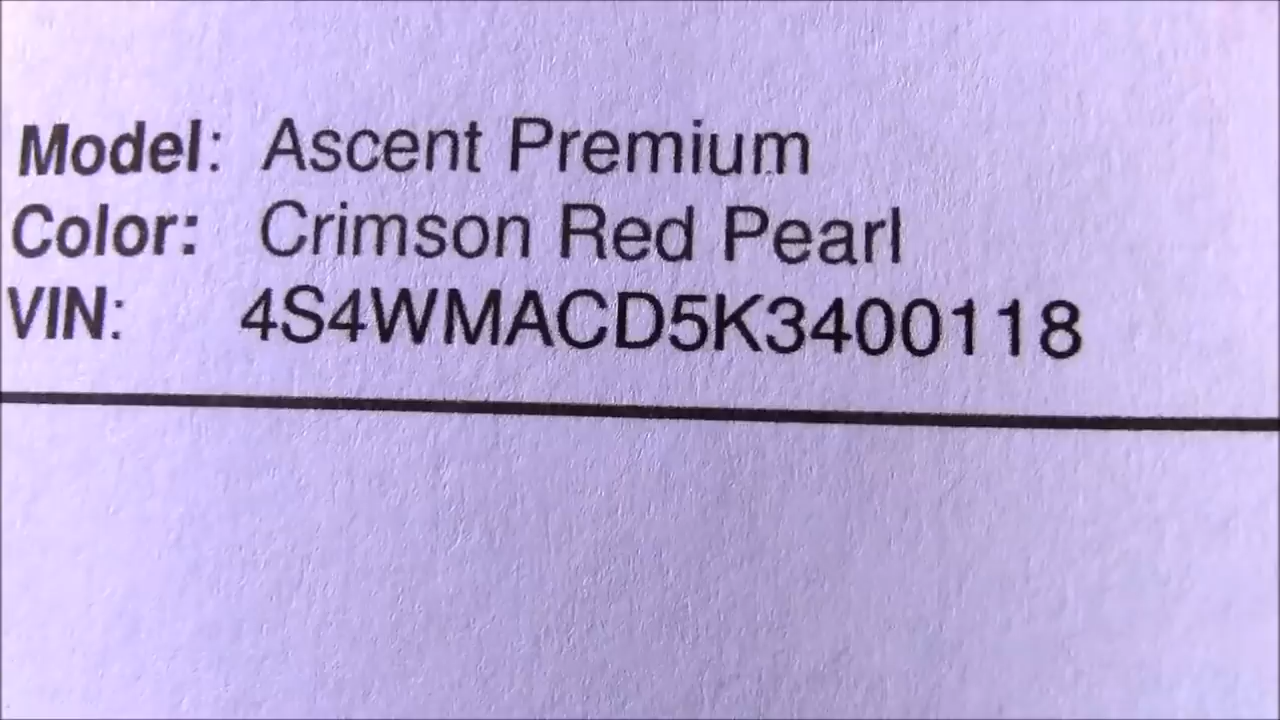 Model: Ascent Premium
Color: Crimson Red Pearl
VIN: 4S4WMACD5K3400118